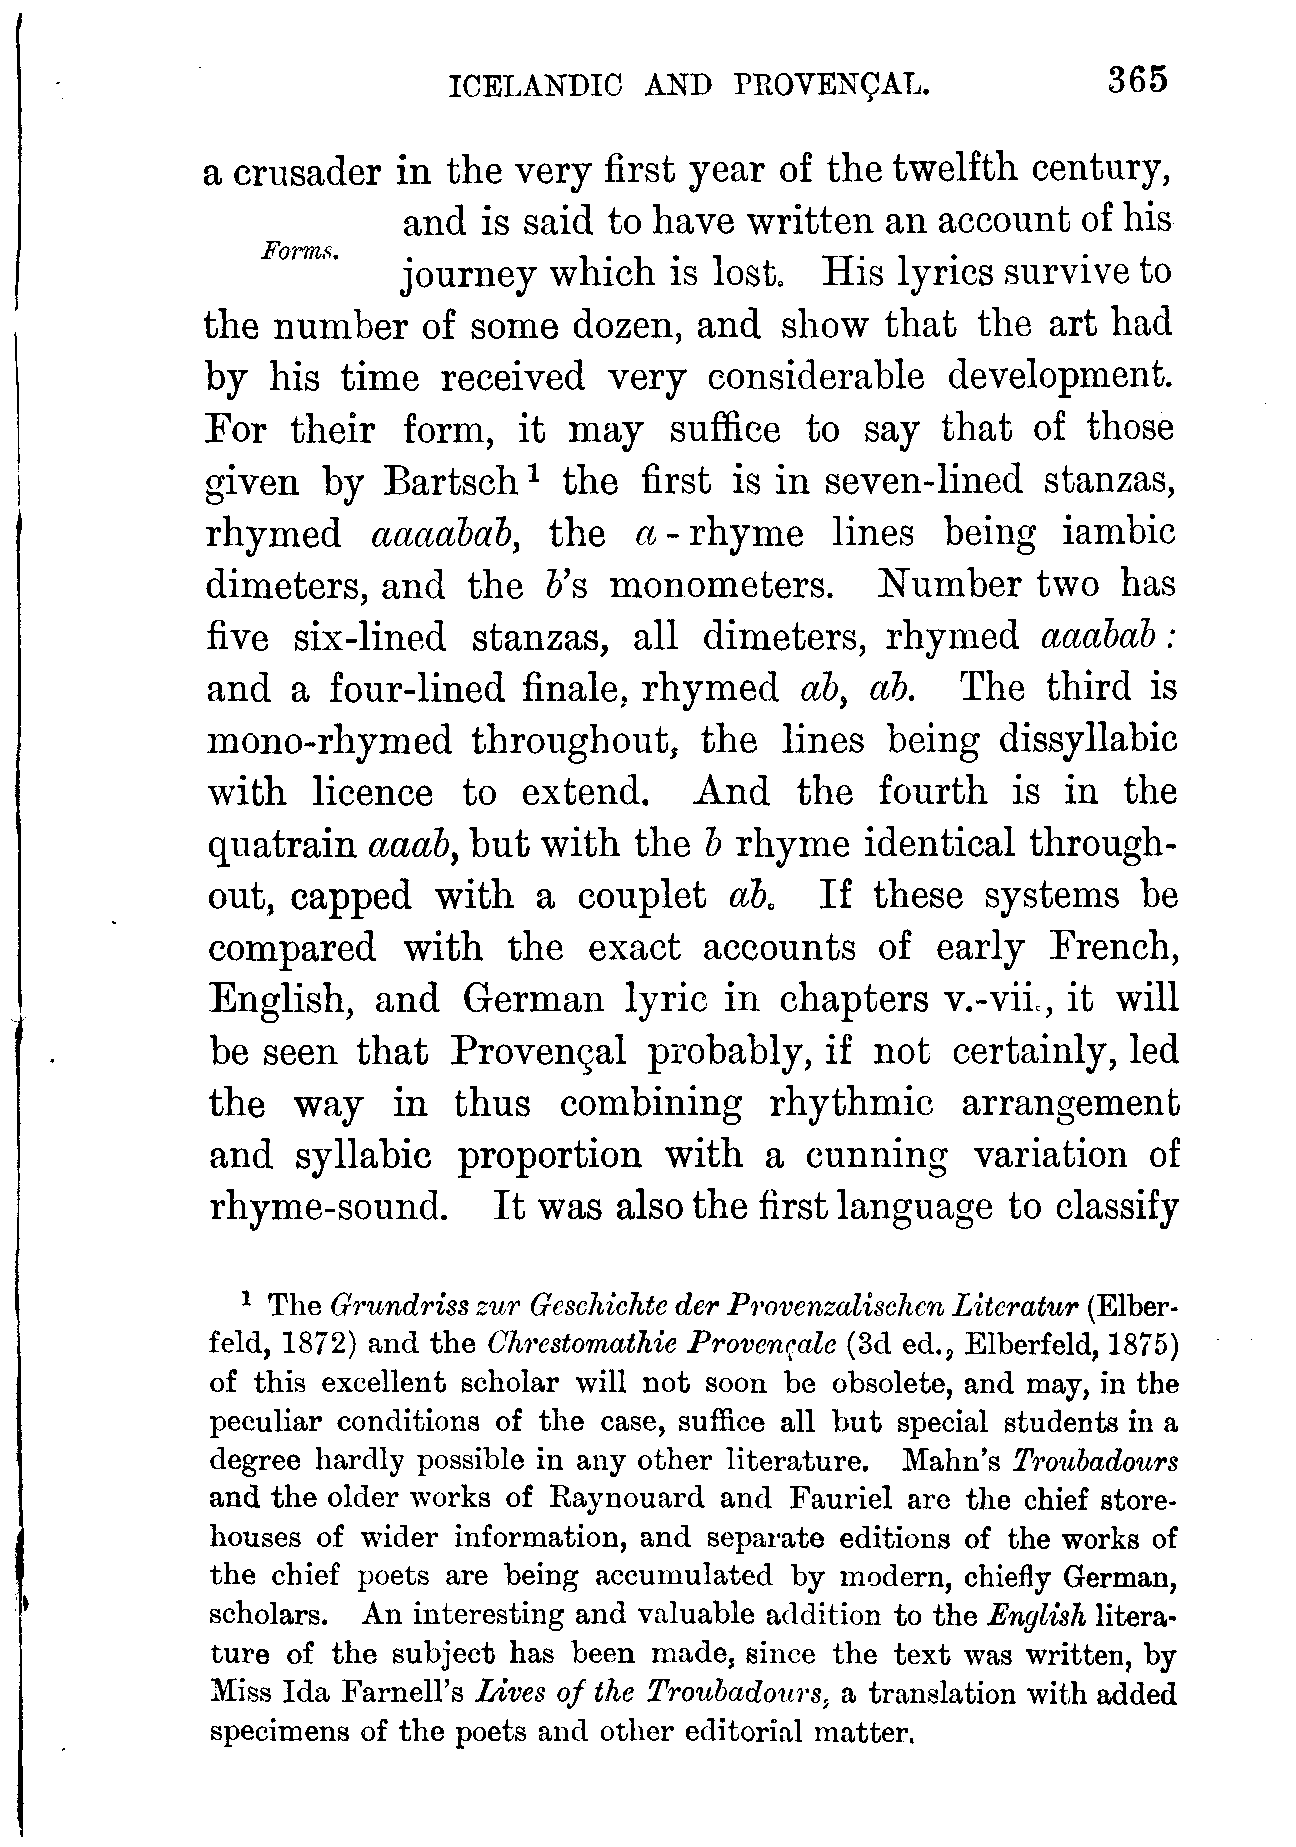 ICELANDIC AND PROVENÇAL. 365
a crusader in the very first year of the twelfth century,
and is said to have written an account of his
Forms.
journey which is lost. His lyrics survive to
the number of some dozen, and show that the art had
by his time received very considerable development.
For their form, it may suffice to say that of those
given by Bartsch¹ the first is in seven-lined stanzas,
rhymed aaaabab, the a-rhyme lines being iambic
dimeters, and the b's monometers. Number two has
five six-lined stanzas, all dimeters, rhymed aaabab:
and a four-lined finale, rhymed ab, ab. The third is
mono-rhymed throughout, the lines being dissyllabic
with licence to extend. And the fourth is in the
quatrain aaab, but with the b rhyme identical through-
out, capped with a couplet ab. If these systems be
compared with the exact accounts of early French,
English, and German lyric in chapters v.-vii., it will
be seen that Provençal probably, if not certainly, led
the way in thus combining rhythmic arrangement
and syllabic proportion with a cunning variation of
rhyme-sound. It was also the first language to classify
¹ The Grundriss zur Geschichte der Provenzalischen Literatur (Elber-
feld, 1872) and the Chrestomathie Provençale (3d ed., Elberfeld, 1875)
of this excellent scholar will not soon be obsolete, and may, in the
peculiar conditions of the case, suffice all but special students in a
degree hardly possible in any other literature. Mahn's Troubadours
and the older works of Raynouard and Fauriel are the chief store-
houses of wider information, and separate editions of the works of
the chief poets are being accumulated by modern, chiefly German,
scholars. An interesting and valuable addition to the English litera-
ture of the subject has been made, since the text was written, by
Miss Ida Farnell's Lives of the Troubadours, a translation with added
specimens of the poets and other editorial matter.